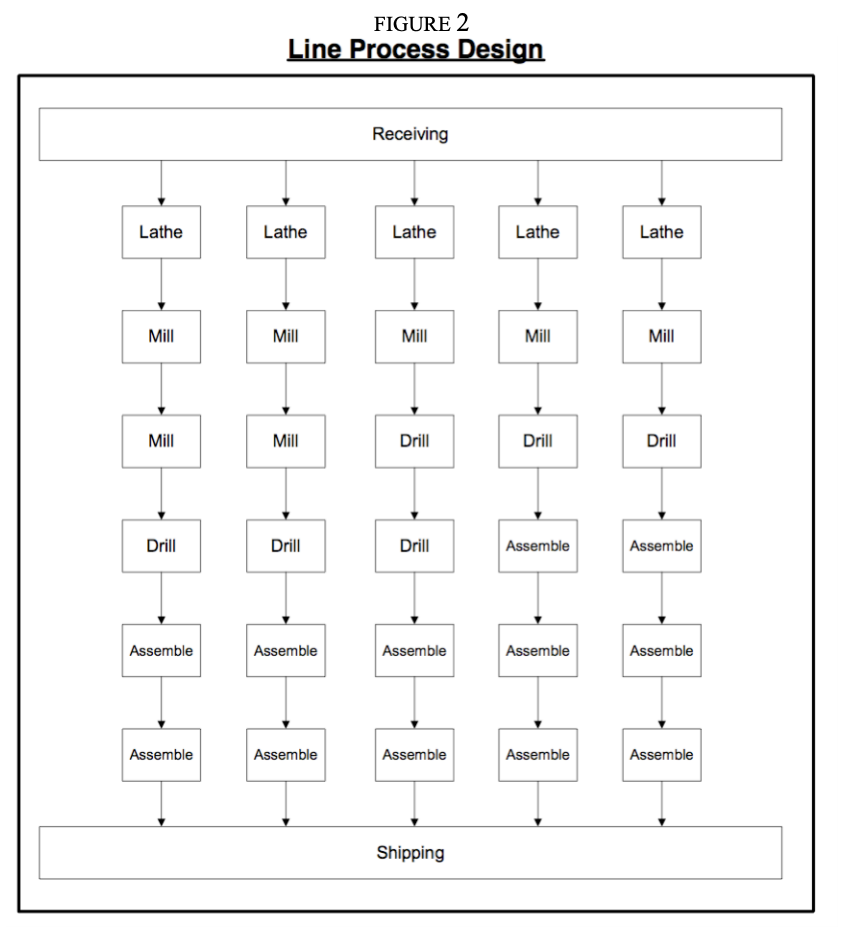 FIGURE 2
Line Process Design
Receiving
Lathe Lathe Lathe Lathe Lathe
Mill Mill Mill Mill Mill
Mill Mill Drill Drill Drill
Drill Drill Drill Assemble Assemble
Assemble Assemble Assemble Assemble Assemble
Assemble Assemble Assemble Assemble Assemble
Shipping